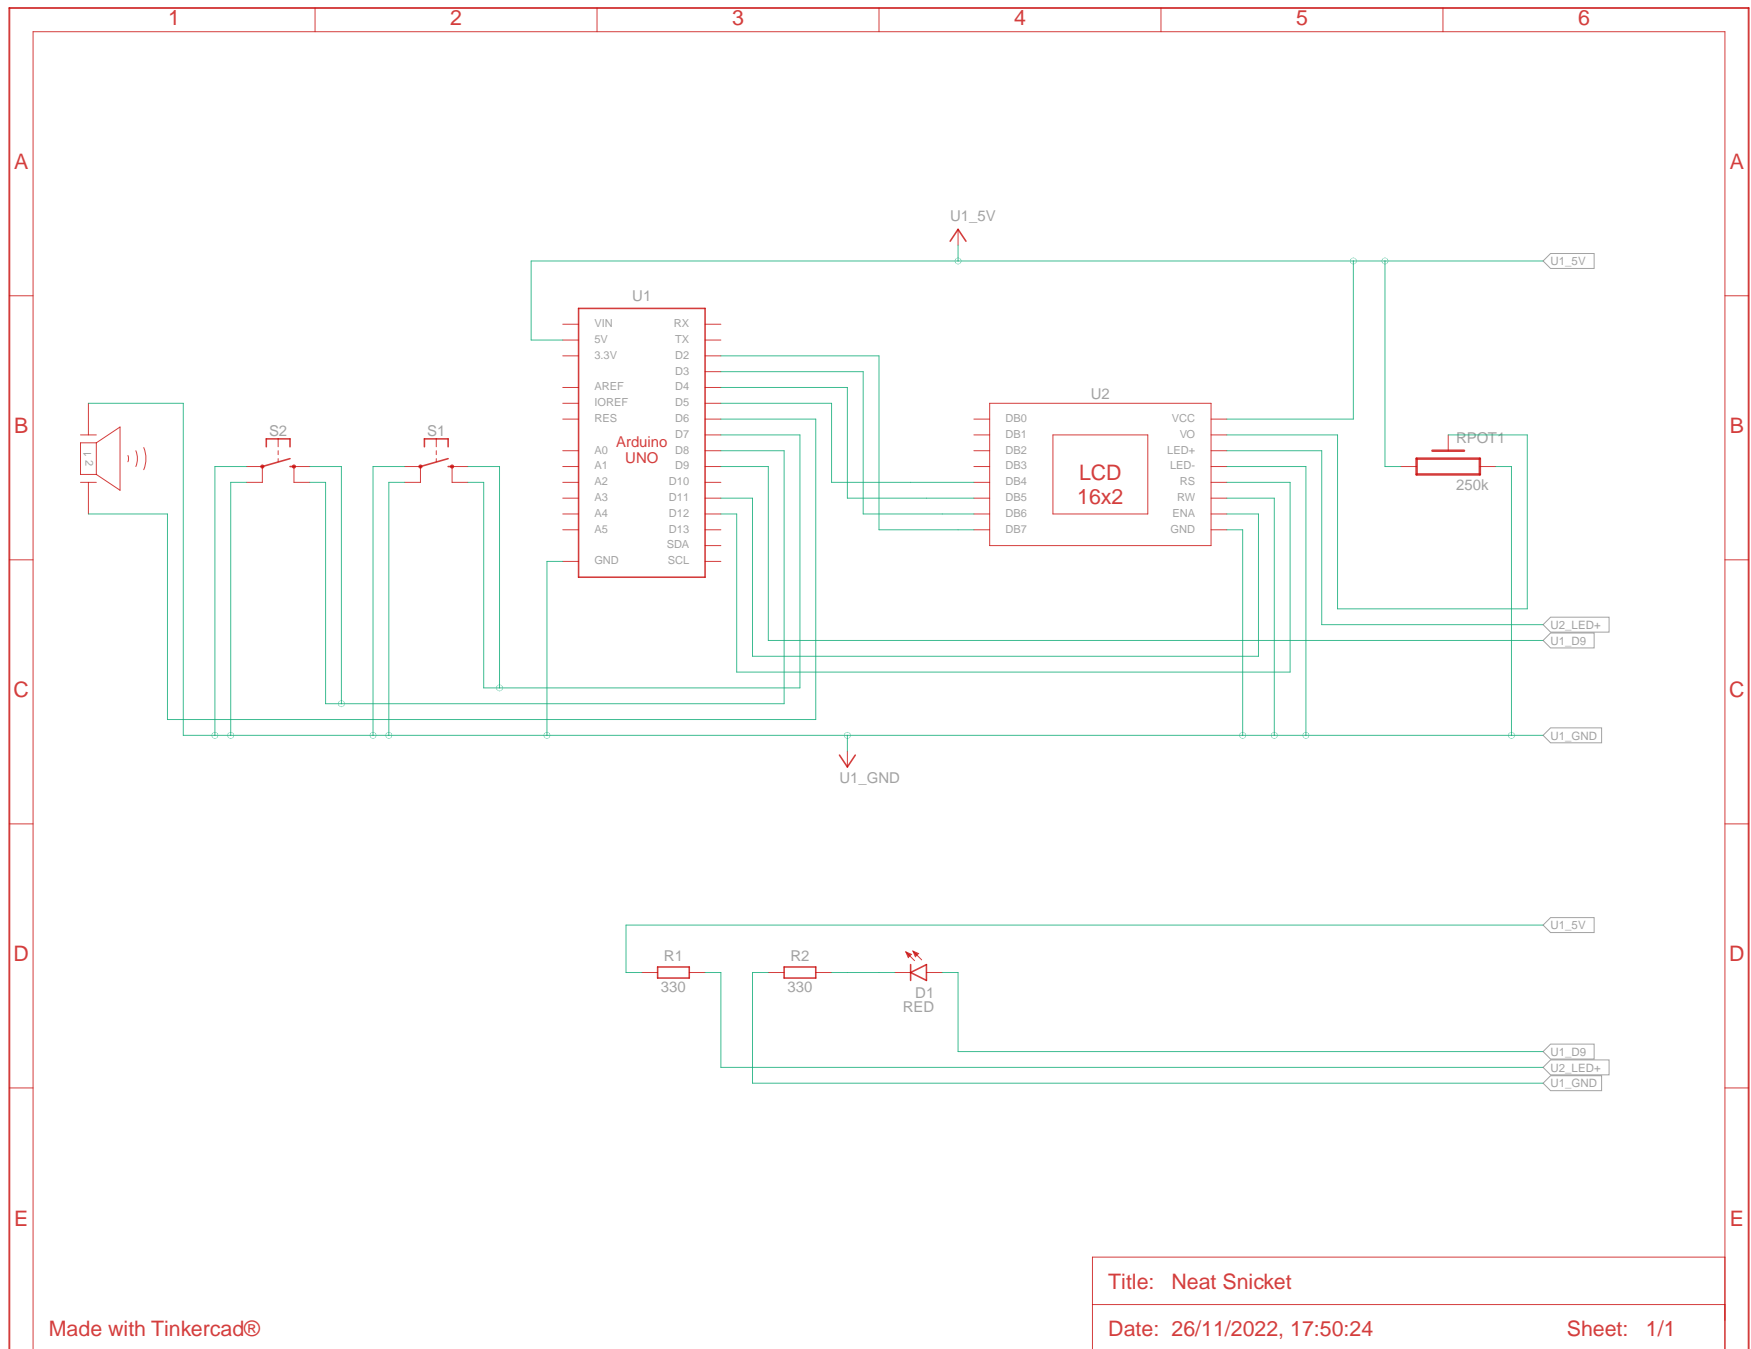 1 2 3 4 5 6
A A
U1_5V
U1_5V
U1
VIN RX
5V TX
3.3V D2
D3
AREF D4
IOREF D5
RES D6
D7
A0 D8
A1 D9
A2 D10
A3 D11
A4 D12
A5 D13
SDA
GND SCL
Arduino
UNO
B B
S2 S1
1 2
U2
DB0 VCC
DB1 VO
DB2 LED+
DB3 LED-
DB4 RS
DB5 RW
DB6 ENA
DB7 GND
LCD
16x2
RPOT1
250k
U2_LED+
U1_D9
C C
U1_GND
U1_GND
U1_5V
D D
R1 R2
330 330
D1
RED
U1_D9
U2_LED+
U1_GND
E E
Title: Neat Snicket
Made with Tinkercad®
Date: 26/11/2022, 17:50:24 Sheet: 1/1